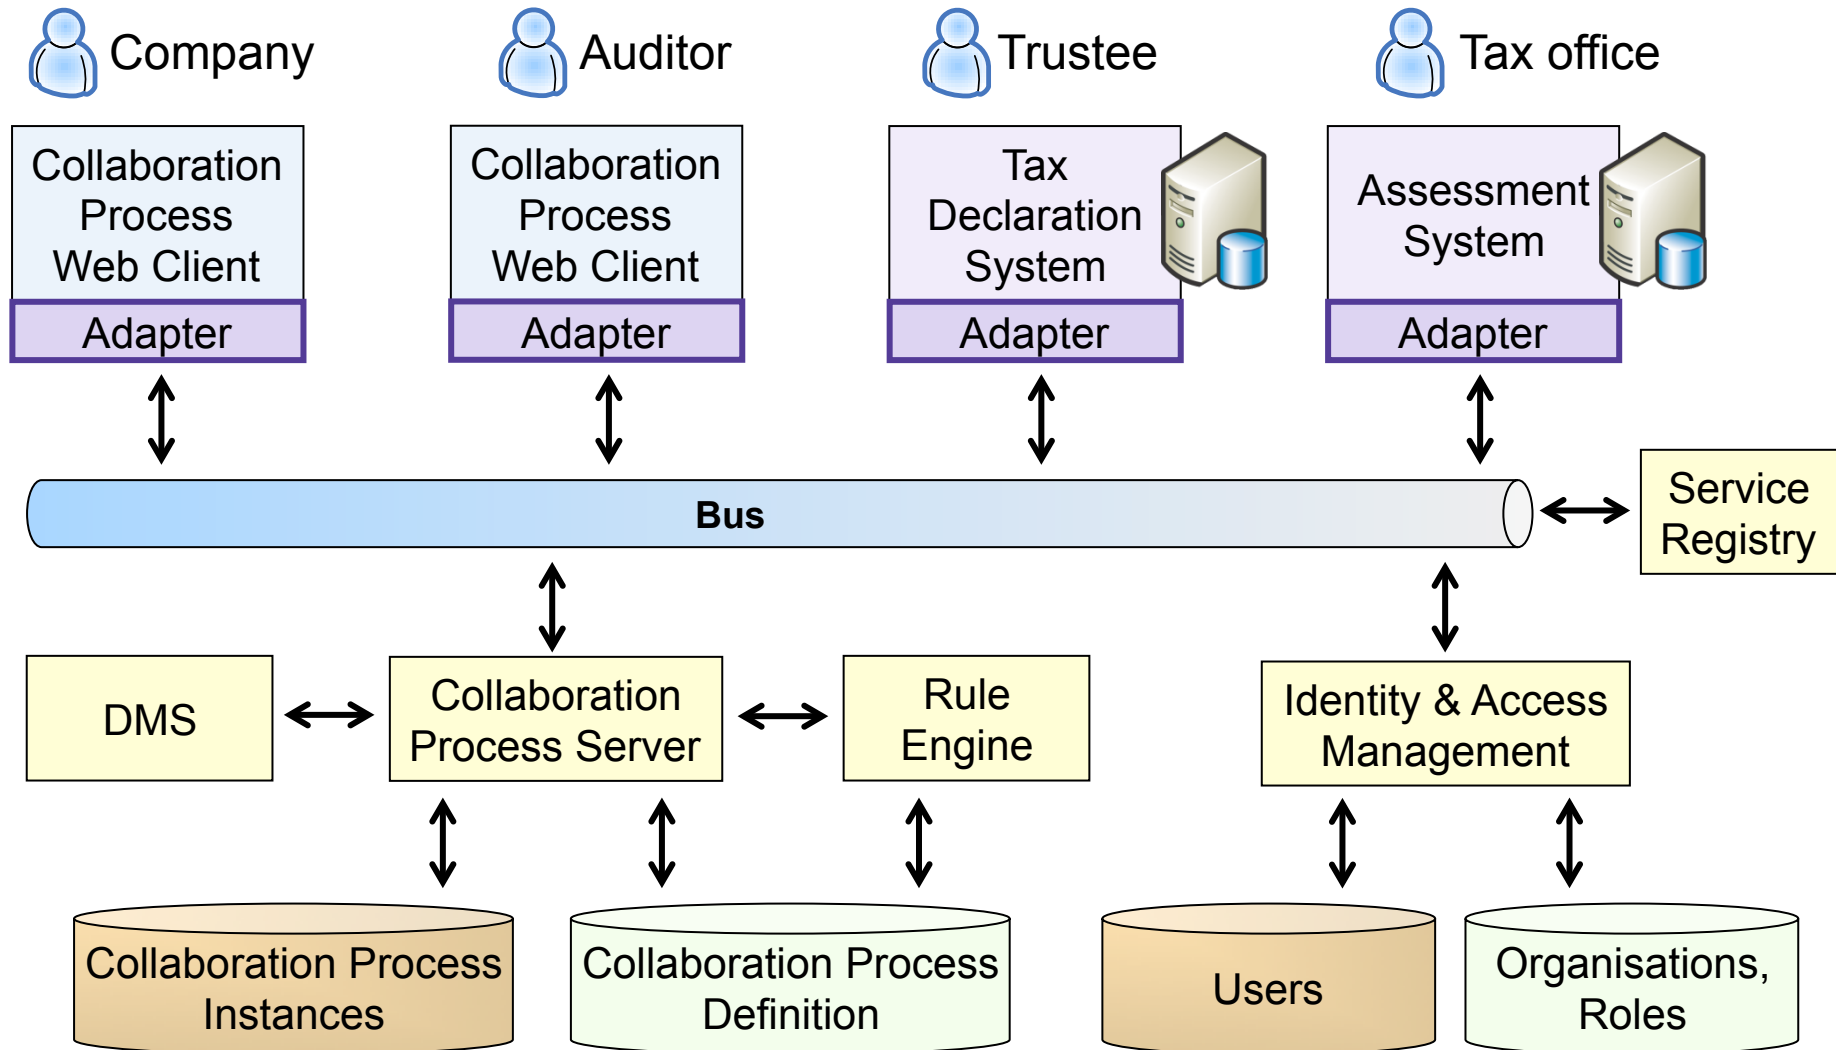 Company
Auditor
Trustee
Tax office
Collaboration
Process
Web Client
Collaboration
Process
Web Client
Tax
Declaration
System
Assessment
System
Adapter
Adapter
Adapter
Adapter
Bus
Service
Registry
DMS
Collaboration
Process Server
Rule
Engine
Identity & Access
Management
Collaboration Process
Instances
Collaboration Process
Definition
Users
Organisations,
Roles